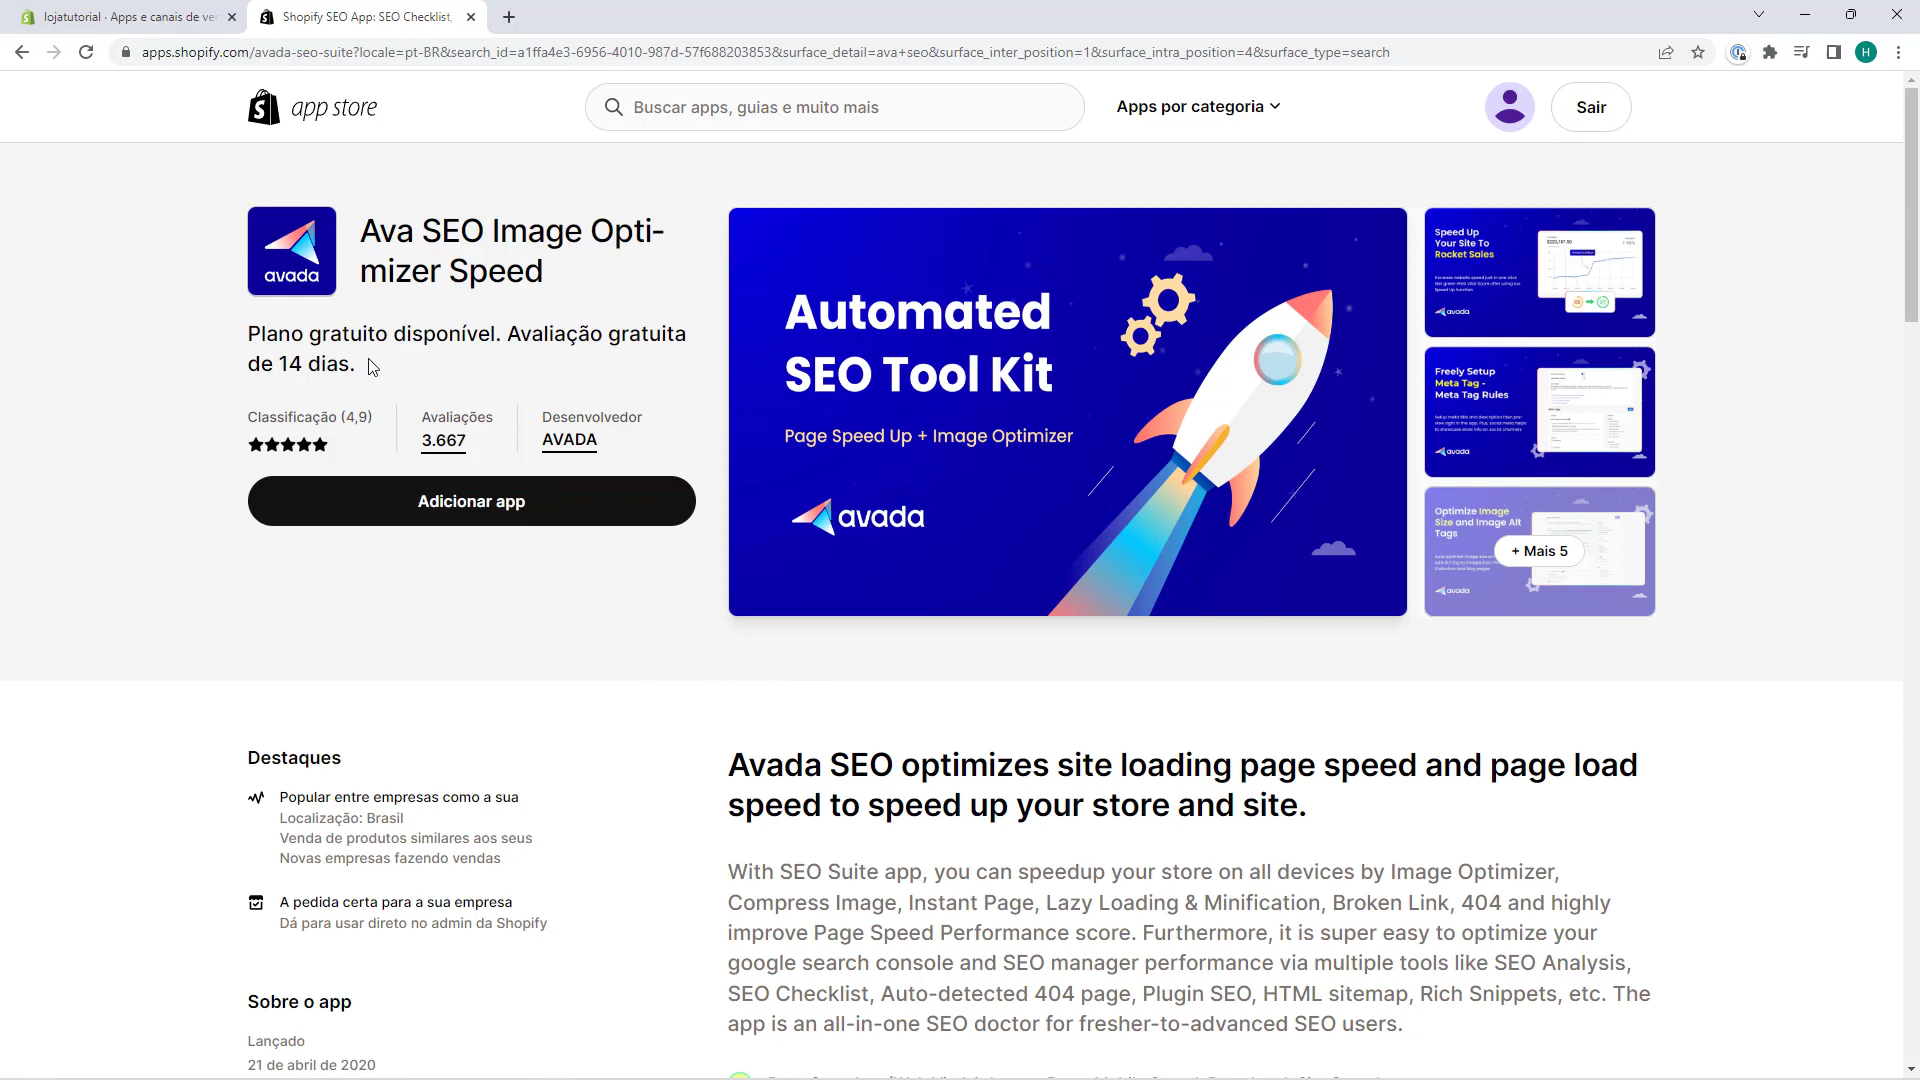 lojatutorial · Apps e canais de ve
Shopify SEO App: SEO Checklist,
apps.shopify.com/avada-seo-suite?locale=pt-BR&search_id=a1ffa4e3-6956-4010-987d-57f688203853&surface_detail=ava+seo&surface_inter_position=1&surface_intra_position=4&surface_type=search
H
app store
Buscar apps, guias e muito mais
Apps por categoria
Sair
avada
Ava SEO Image Opti-
mizer Speed
Plano gratuito disponível. Avaliação gratuita
de 14 dias.
Classificação (4,9)
Avaliações
3.667
Desenvolvedor
AVADA
Adicionar app
Automated
SEO Tool Kit
Page Speed Up + Image Optimizer
avada
Speed Up
Your Site To
Rocket Sales
avada
Freely Setup
Meta Tag -
Meta Tag Rules
avada
Optimize Image
Size and Image Alt
Tags
+ Mais 5
avada
Destaques
Popular entre empresas como a sua
Localização: Brasil
Venda de produtos similares aos seus
Novas empresas fazendo vendas
A pedida certa para a sua empresa
Dá para usar direto no admin da Shopify
Sobre o app
Lançado
21 de abril de 2020
Avada SEO optimizes site loading page speed and page load
speed to speed up your store and site.
With SEO Suite app, you can speedup your store on all devices by Image Optimizer,
Compress Image, Instant Page, Lazy Loading & Minification, Broken Link, 404 and highly
improve Page Speed Performance score. Furthermore, it is super easy to optimize your
google search console and SEO manager performance via multiple tools like SEO Analysis,
SEO Checklist, Auto-detected 404 page, Plugin SEO, HTML sitemap, Rich Snippets, etc. The
app is an all-in-one SEO doctor for fresher-to-advanced SEO users.